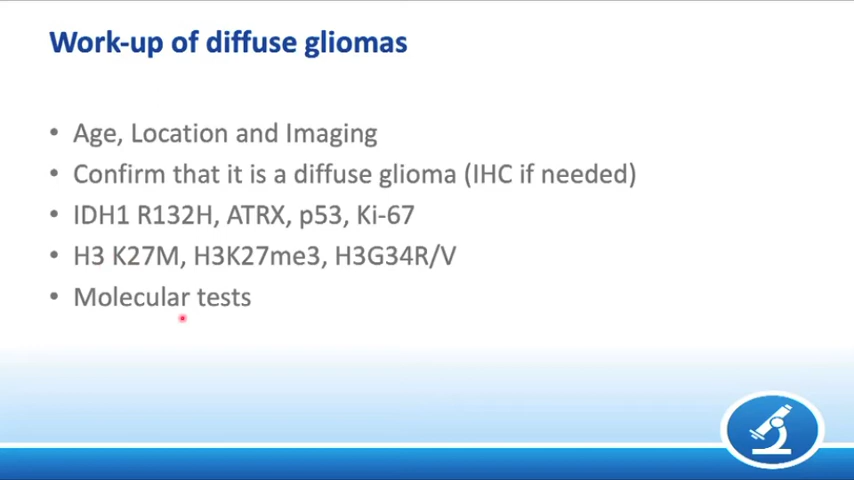 Work-up of diffuse gliomas
• Age, Location and Imaging
• Confirm that it is a diffuse glioma (IHC if needed)
• IDH1 R132H, ATRX, p53, Ki-67
• H3 K27M, H3K27me3, H3G34R/V
• Molecular tests